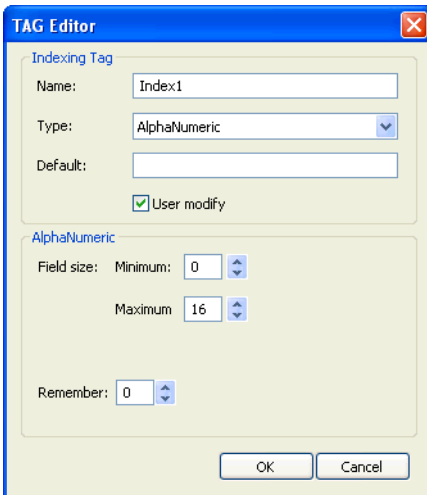 TAG Editor
Indexing Tag
Name: Index1
Type: AlphaNumeric
Default:
User modify
AlphaNumeric
Field size: Minimum: 0
Maximum 16
Remember: 0
OK Cancel